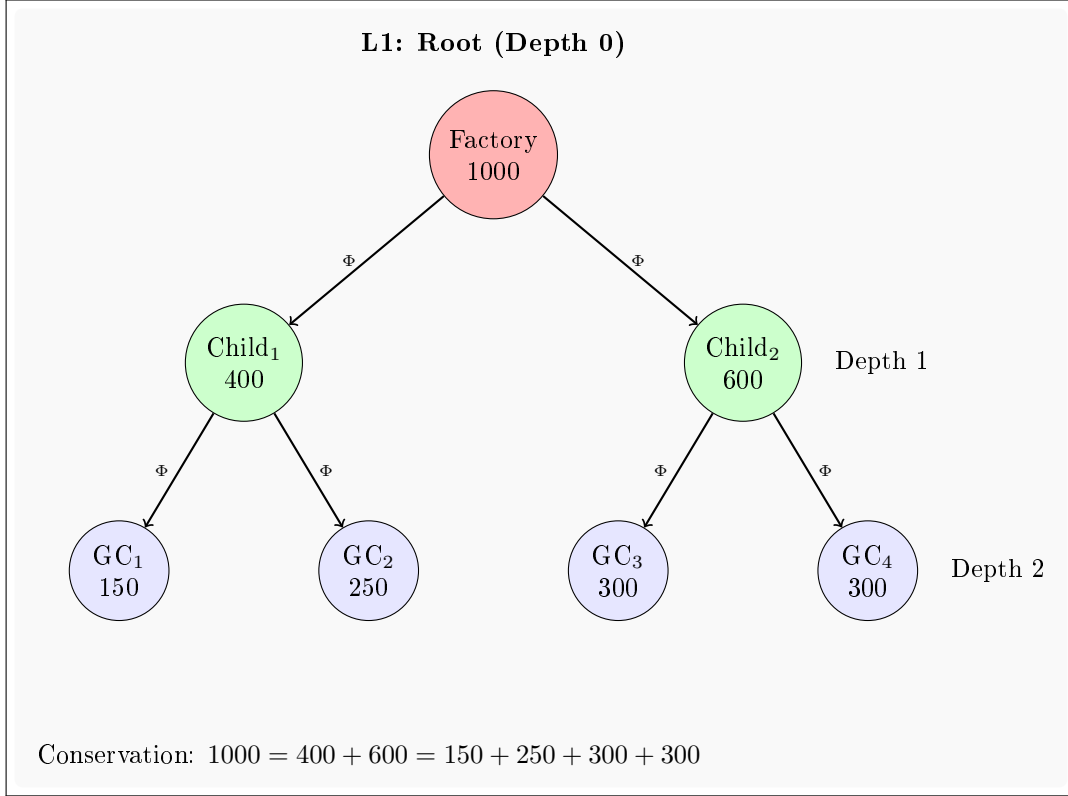 L1: Root (Depth 0)
Factory
1000
Φ
Φ
Child₁
400
Child₂
600
Depth 1
Φ
Φ
Φ
Φ
GC₁
150
GC₂
250
GC₃
300
GC₄
300
Depth 2
Conservation: 1000 = 400 + 600 = 150 + 250 + 300 + 300